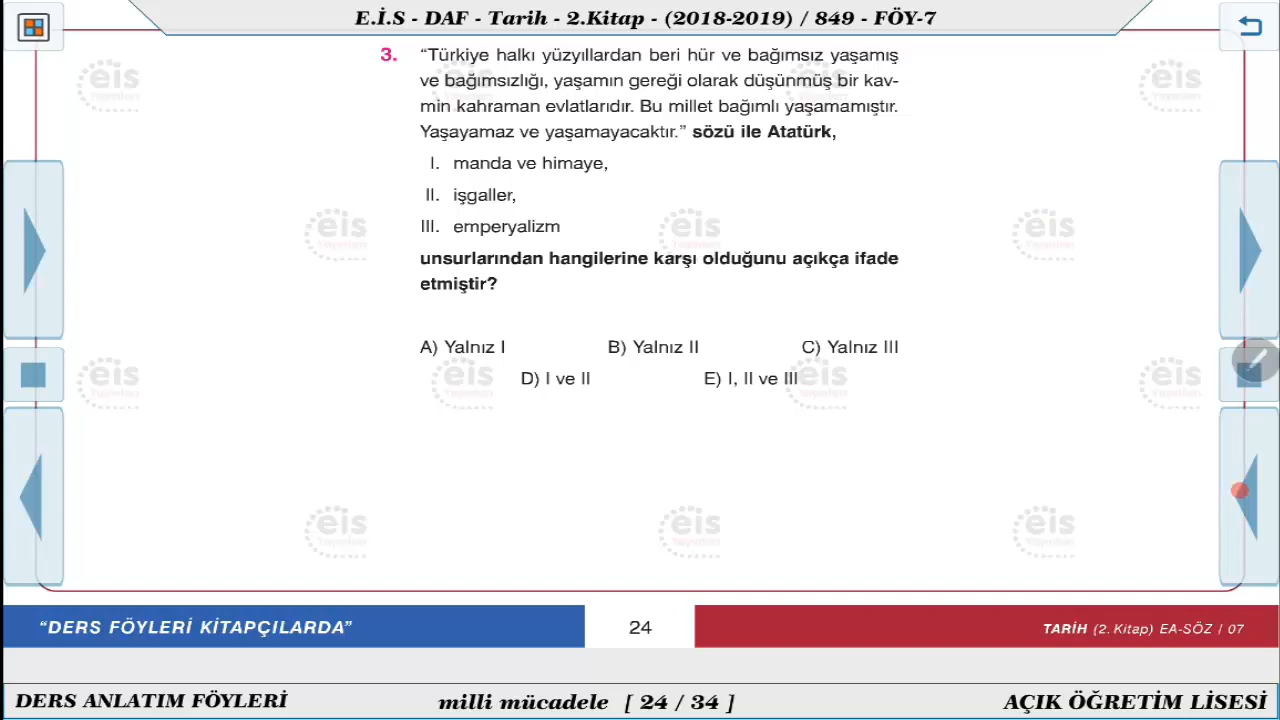 E.İ.S - DAF - Tarih - 2.Kitap - (2018-2019) / 849 - FÖY-7
3. “Türkiye halkı yüzyıllardan beri hür ve bağımsız yaşamış
ve bağımsızlığı, yaşamın gereği olarak düşünmüş bir kav-
min kahraman evlatlarıdır. Bu millet bağımlı yaşamamıştır.
Yaşayamaz ve yaşamayacaktır.” sözü ile Atatürk,
I. manda ve himaye,
II. işgaller,
III. emperyalizm
unsurlarından hangilerine karşı olduğunu açıkça ifade
etmiştir?
A) Yalnız I B) Yalnız II C) Yalnız III
D) I ve II E) I, II ve III
eis Yayınları
“DERS FÖYLERİ KİTAPÇILARDA” 24 TARİH (2. Kitap) EA-SÖZ / 07
DERS ANLATIM FÖYLERİ milli mücadele [ 24 / 34 ] AÇIK ÖĞRETİM LİSESİ